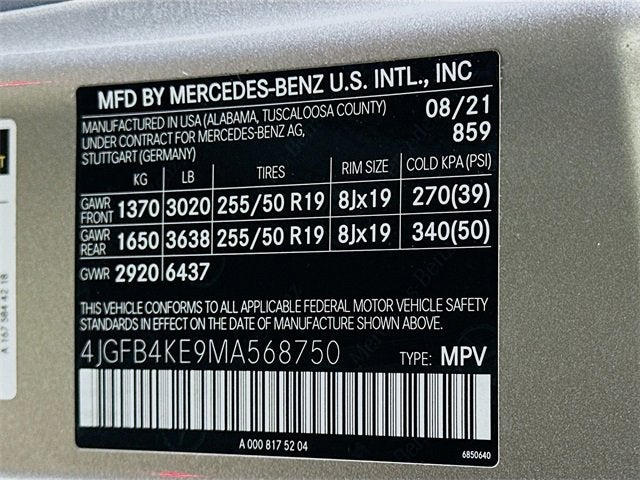 MFD BY MERCEDES-BENZ U.S. INTL., INC
MANUFACTURED IN USA (ALABAMA, TUSCALOOSA COUNTY) 08/21
UNDER CONTRACT FOR MERCEDES-BENZ AG, 859
STUTTGART (GERMANY)
KG LB TIRES RIM SIZE COLD KPA (PSI)
GAWR FRONT 1370 3020 255/50 R19 8Jx19 270(39)
GAWR REAR 1650 3638 255/50 R19 8Jx19 340(50)
GVWR 2920 6437
THIS VEHICLE CONFORMS TO ALL APPLICABLE FEDERAL MOTOR VEHICLE SAFETY
STANDARDS IN EFFECT ON THE DATE OF MANUFACTURE SHOWN ABOVE.
4JGFB4KE9MA568750 TYPE: MPV
A 000 817 52 04
6850640
A 167 584 42 18